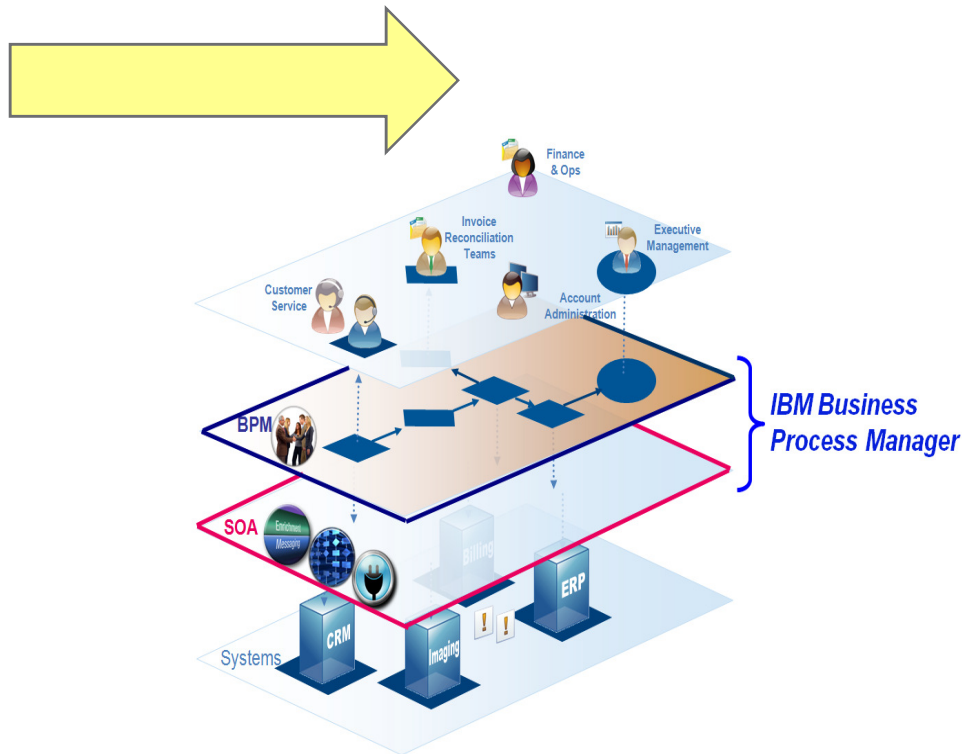 Finance
& Ops
Invoice
Reconciliation
Teams
Executive
Management
Customer
Service
Account
Administration
BPM
IBM Business
Process Manager
SOA
Enrichment
Messaging
Billing
ERP
CRM
Imaging
Systems